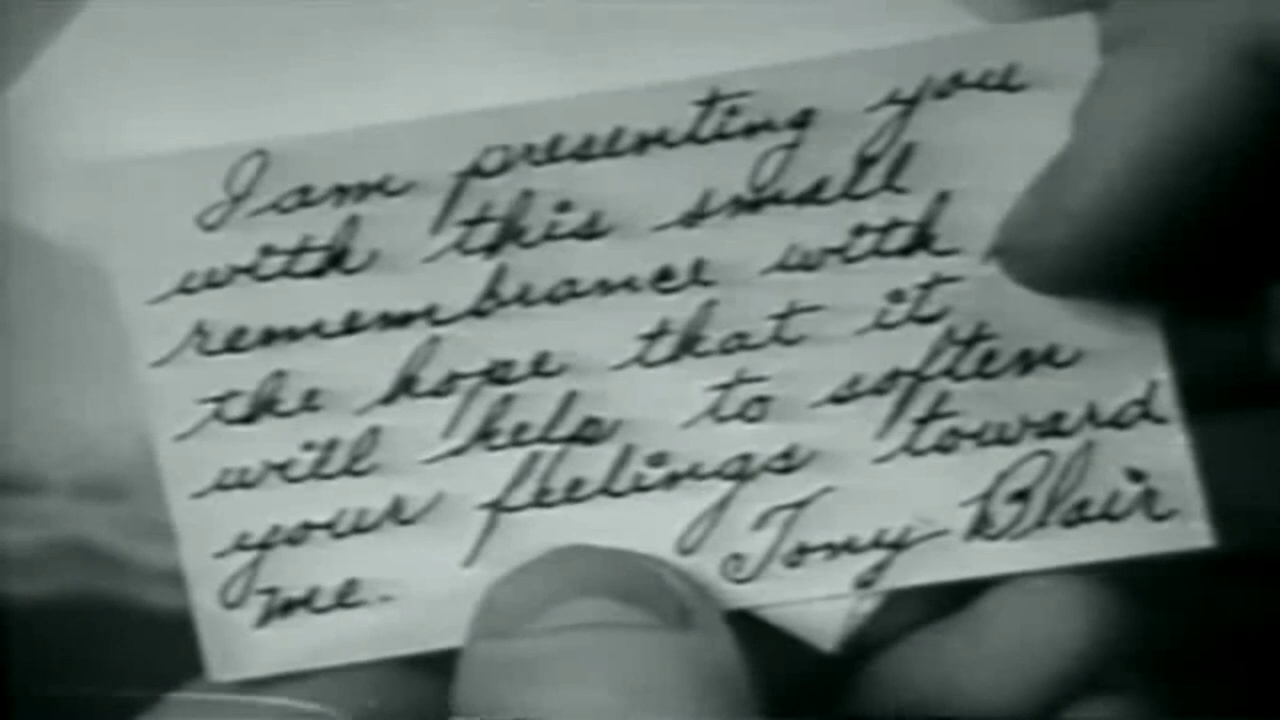 I am presenting you
with this small
remembrance with
the hope that it
will help to soften
your feelings toward
me.
Tony Blair